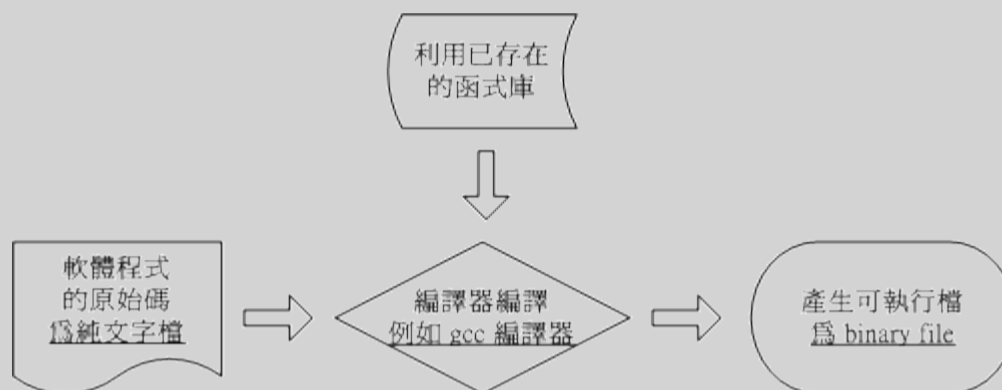 利用已存在
的函式庫
軟體程式
的原始碼
為純文字檔
編譯器編譯
例如 gcc 編譯器
產生可執行檔
為 binary file